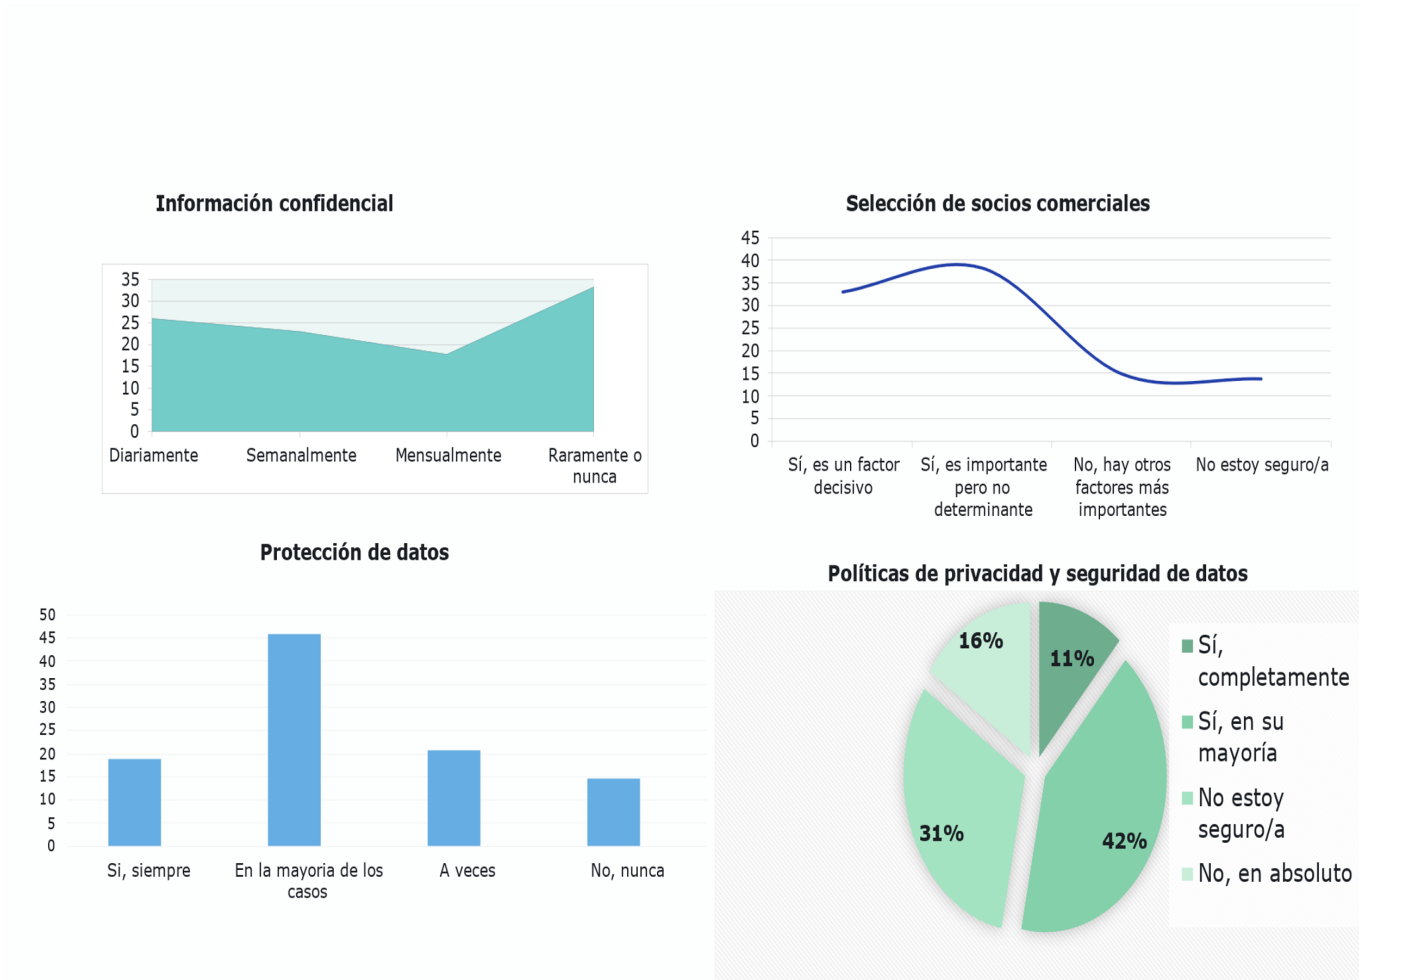 Información confidencial
35
30
25
20
15
10
5
0
Diariamente
Semanalmente
Mensualmente
Raramente o
nunca
Selección de socios comerciales
45
40
35
30
25
20
15
10
5
0
Sí, es un factor
decisivo
Sí, es importante
pero no
determinante
No, hay otros
factores más
importantes
No estoy seguro/a
Protección de datos
50
45
40
35
30
25
20
15
10
5
0
Si, siempre
En la mayoria de los
casos
A veces
No, nunca
Políticas de privacidad y seguridad de datos
16%
11%
31%
42%
Sí,
completamente
Sí, en su
mayoría
No estoy
seguro/a
No, en absoluto